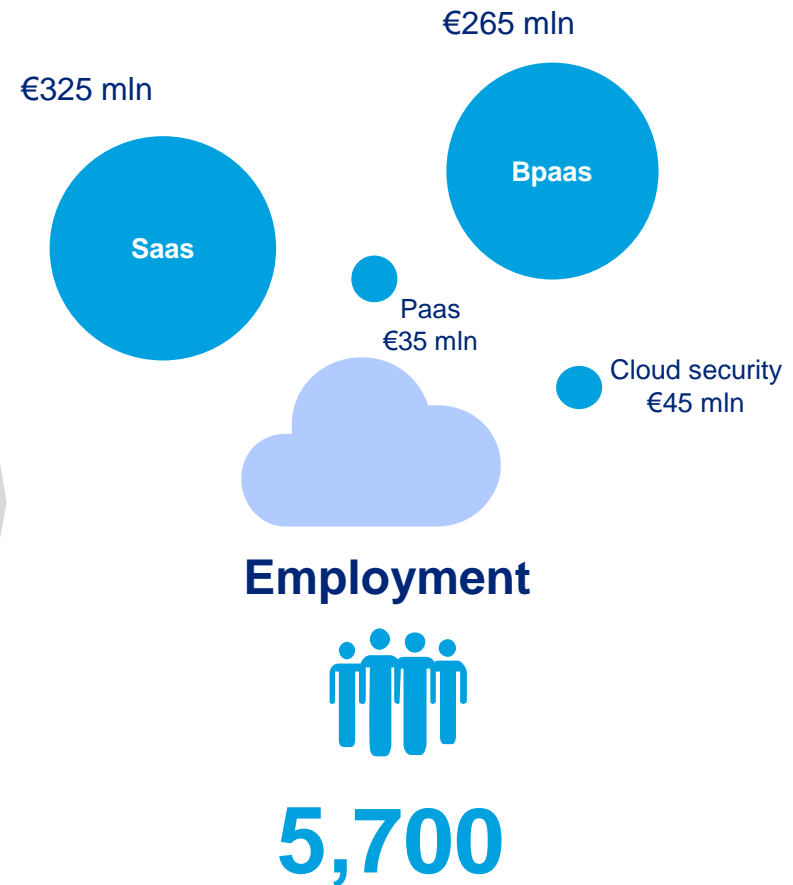 €265 mln
€325 mln
Bpaas
Saas
Paas
€35 mln
Cloud security
€45 mln
Employment
5,700